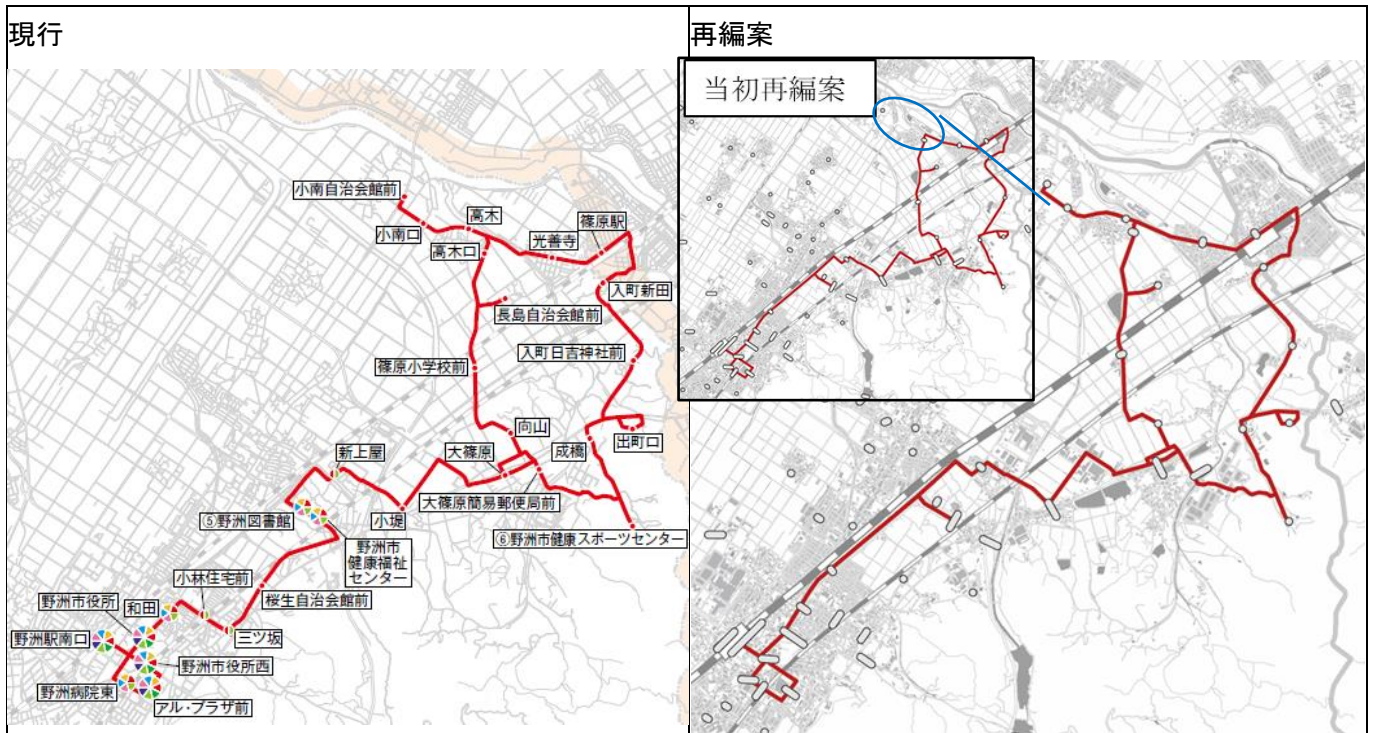 現行
再編案
当初再編案
小南自治会館前
小南口
高木
高木口
光善寺
篠原駅
入町新田
長島自治会館前
入町日吉神社前
篠原小学校前
向山
成橋
出町口
大篠原
新上屋
大篠原簡易郵便局前
⑤野洲図書館
小堤
⑥野洲市健康スポーツセンター
野洲市
健康福祉
センター
小林住宅前
桜生自治会館前
野洲市役所
和田
三ツ坂
野洲駅南口
野洲市役所西
野洲病院東
アル・プラザ前